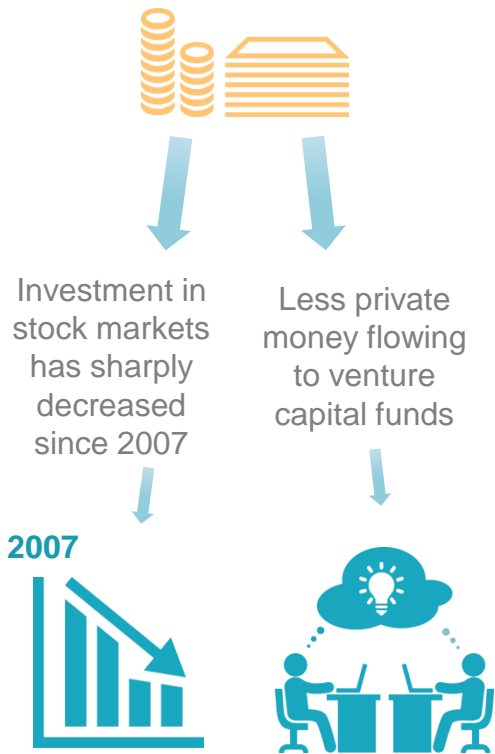 Investment in
stock markets
has sharply
decreased
since 2007
Less private
money flowing
to venture
capital funds
2007